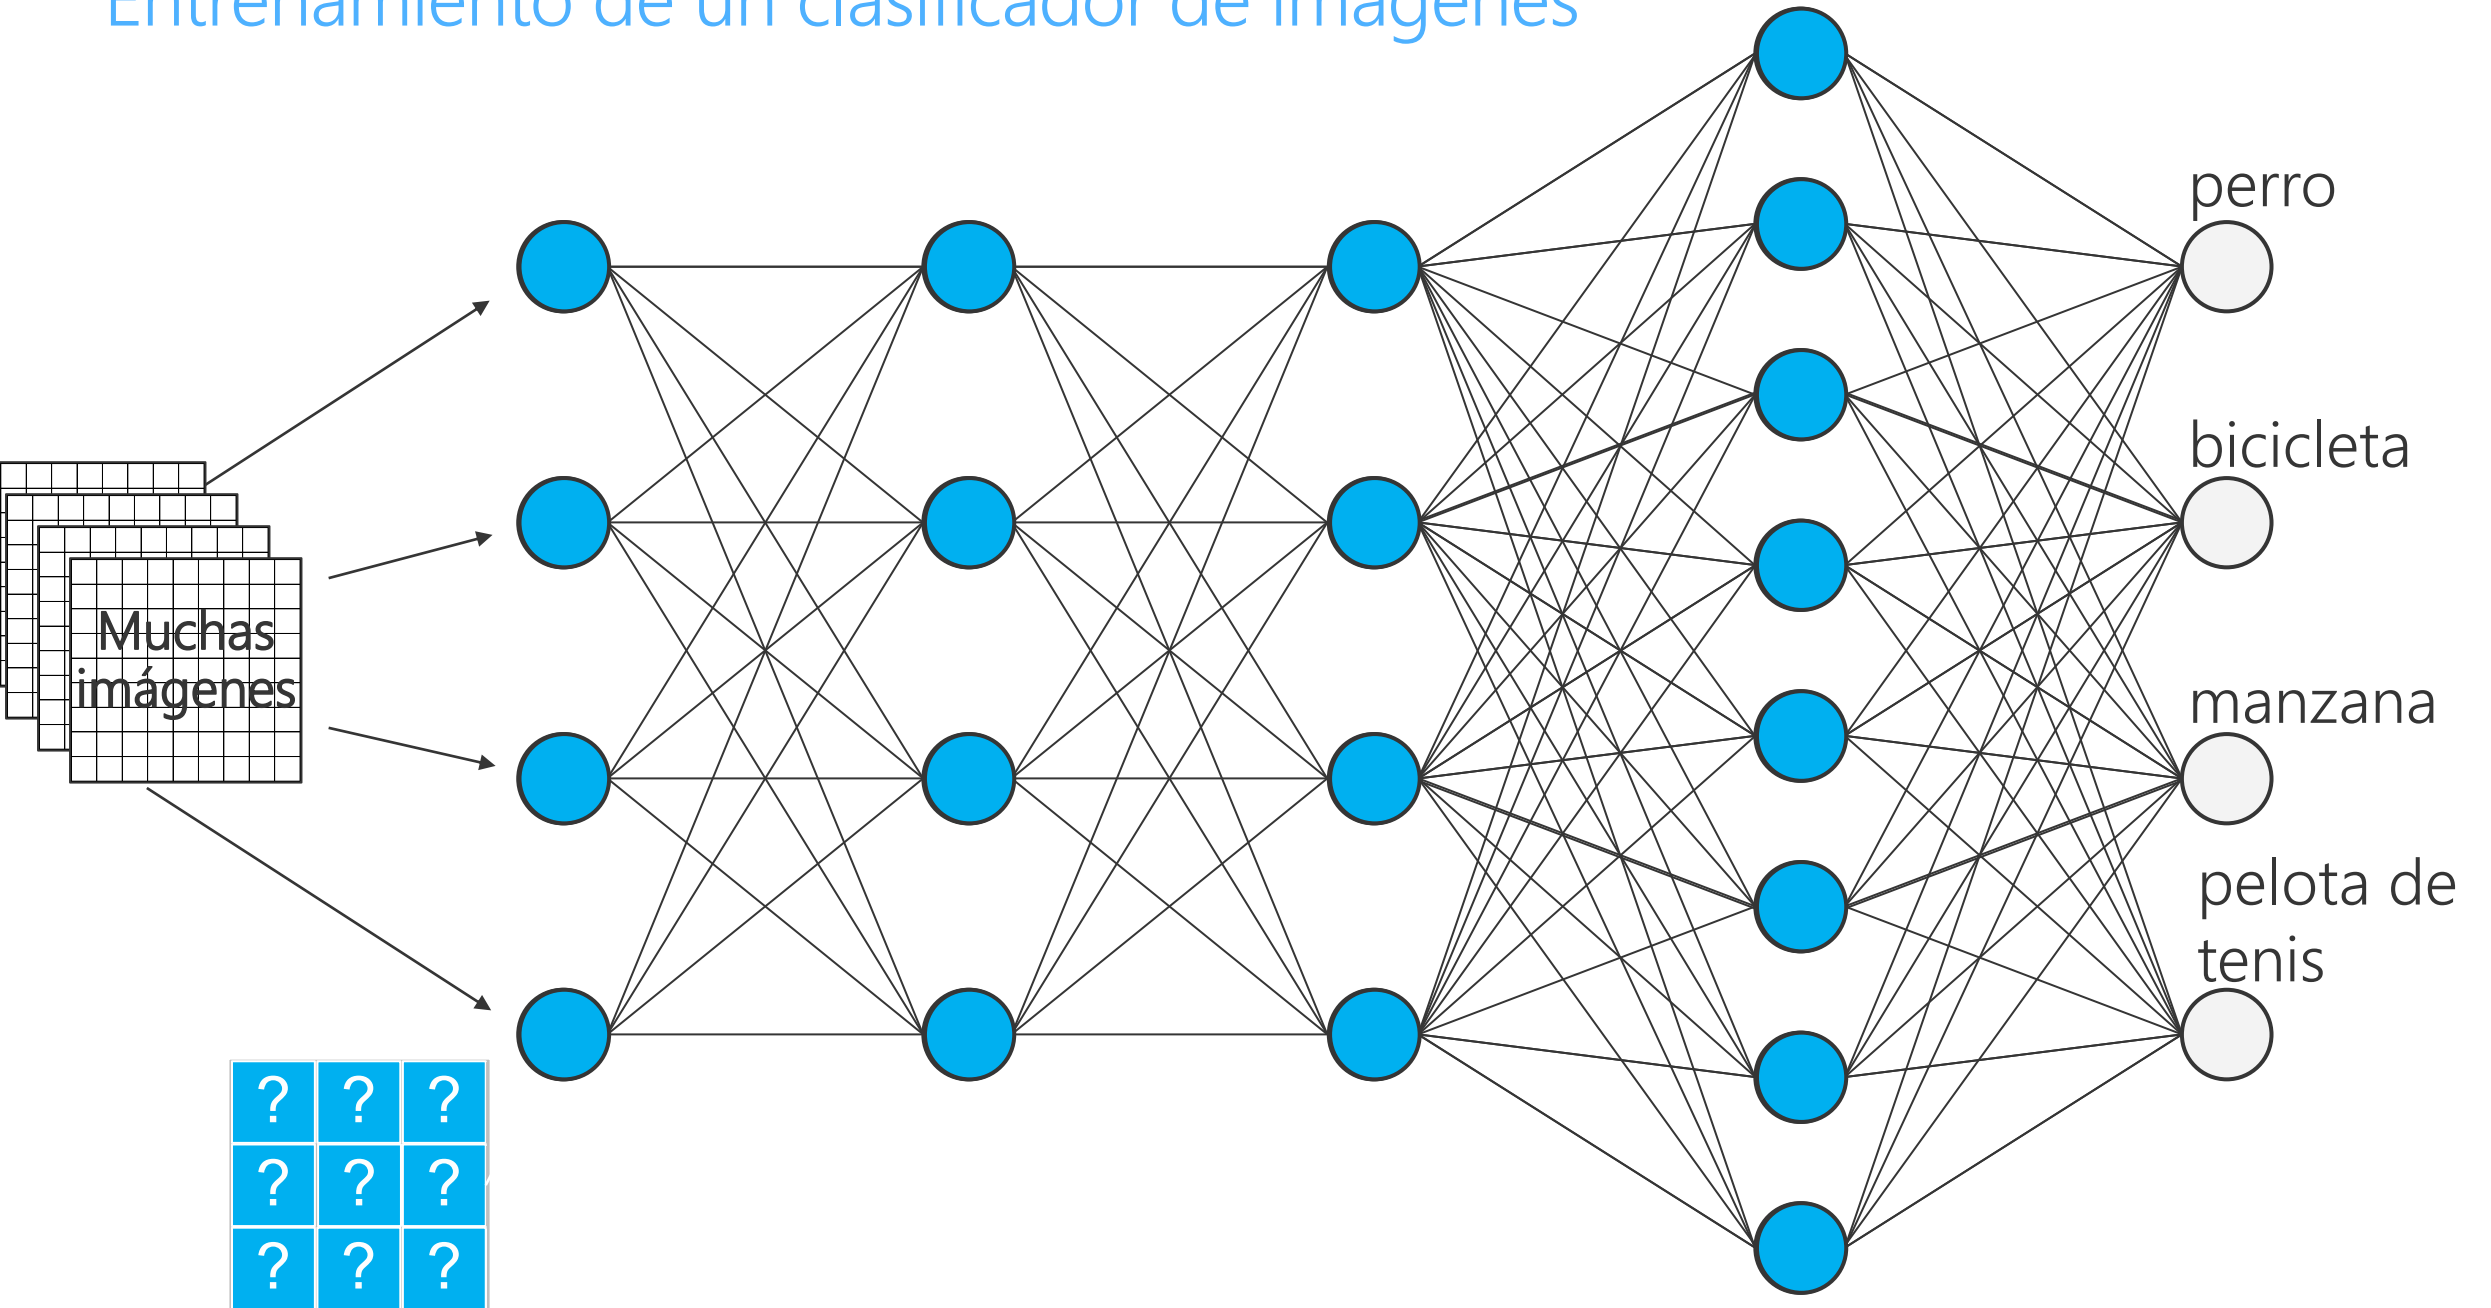 Entrenamiento de un clasificador de imágenes
perro
bicicleta
Muchas
imágenes
manzana
pelota de
tenis
? ? ?
? ? ?
? ? ?